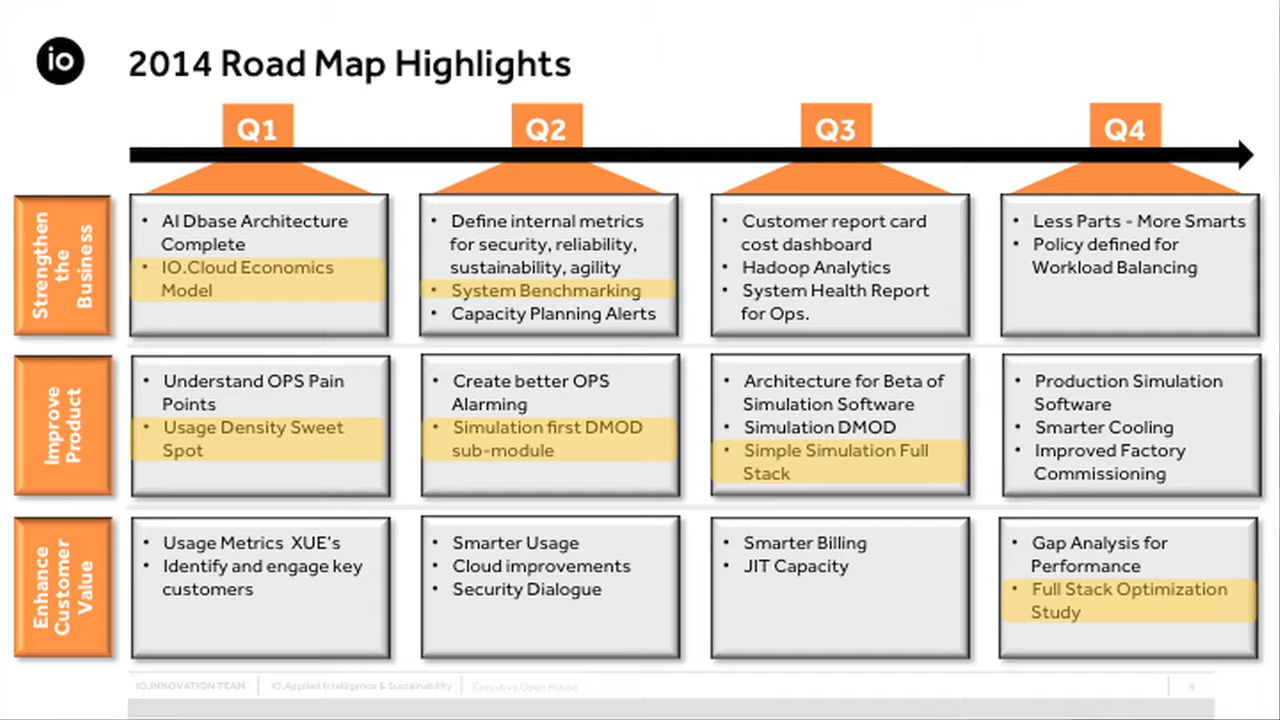 io
2014 Road Map Highlights
Q1
Q2
Q3
Q4
Strengthen
the
Business
• AI Dbase Architecture
Complete
• IO.Cloud Economics
Model
• Define internal metrics
for security, reliability,
sustainability, agility
• System Benchmarking
• Capacity Planning Alerts
• Customer report card
cost dashboard
• Hadoop Analytics
• System Health Report
for Ops.
• Less Parts - More Smarts
• Policy defined for
Workload Balancing
Improve
Product
• Understand OPS Pain
Points
• Usage Density Sweet
Spot
• Create better OPS
Alarming
• Simulation first DMOD
sub-module
• Architecture for Beta of
Simulation Software
• Simulation DMOD
• Simple Simulation Full
Stack
• Production Simulation
Software
• Smarter Cooling
• Improved Factory
Commissioning
Enhance
Customer
Value
• Usage Metrics XUE's
• Identify and engage key
customers
• Smarter Usage
• Cloud improvements
• Security Dialogue
• Smarter Billing
• JIT Capacity
• Gap Analysis for
Performance
• Full Stack Optimization
Study
IO.INNOVATION TEAM
IO.Applied Intelligence & Sustainability
Executive Open House